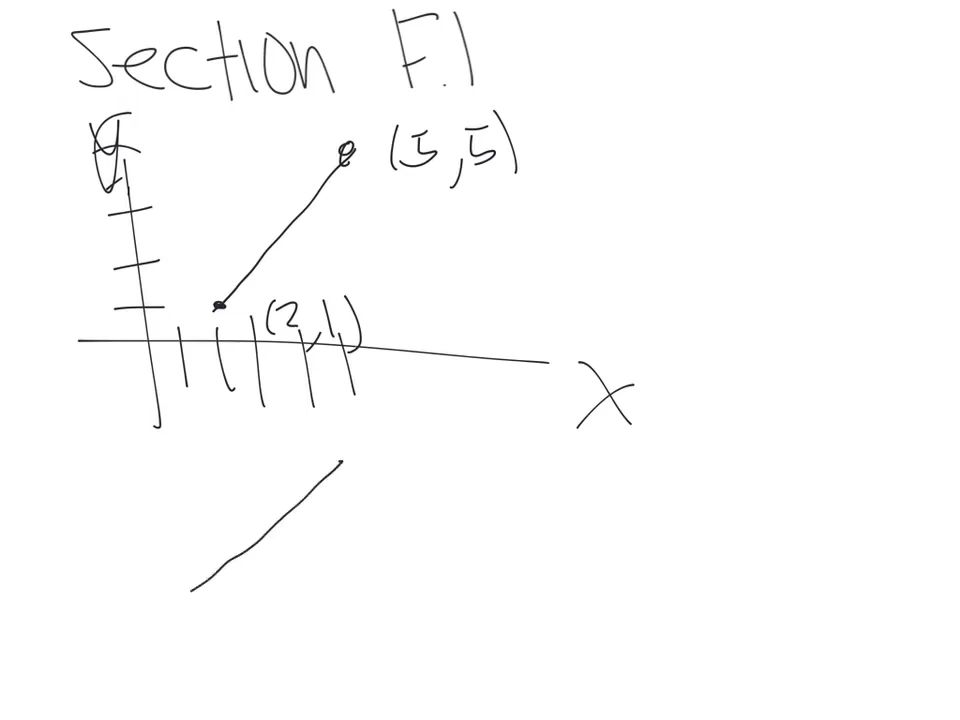 Section F.1
y
(5,5)
(2,1)
x